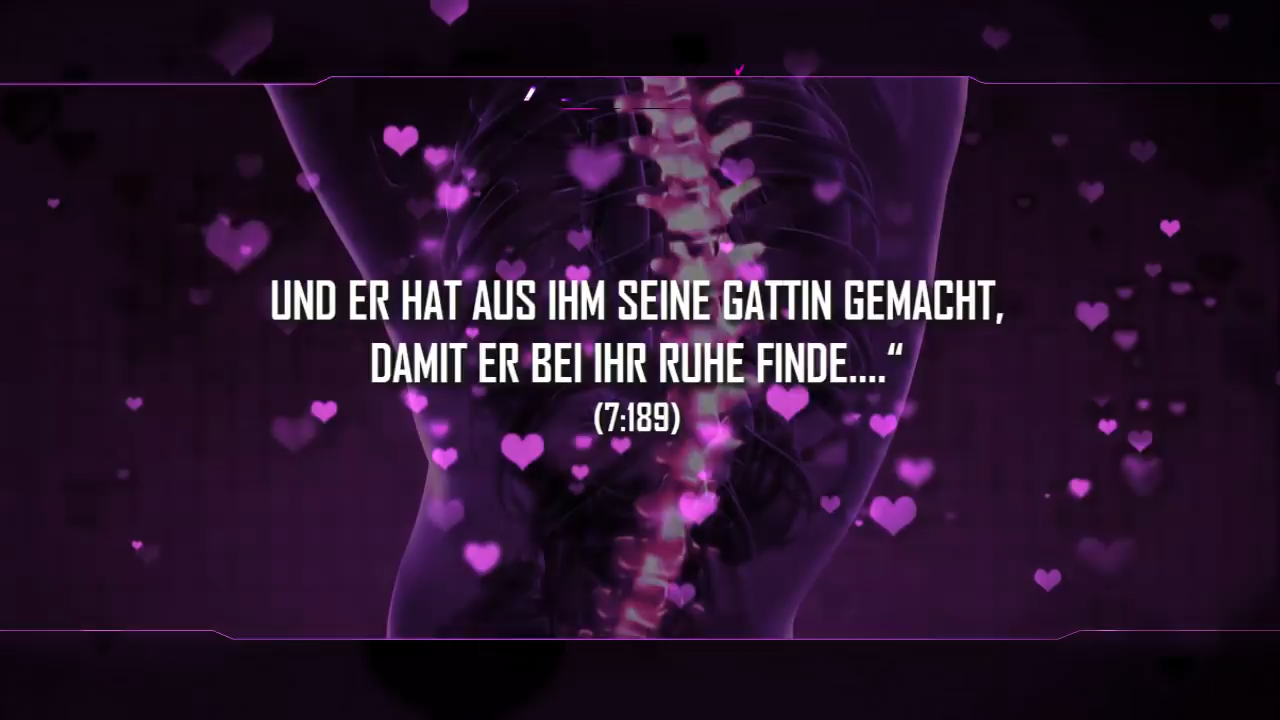 UND ER HAT AUS IHM SEINE GATTIN GEMACHT,
DAMIT ER BEI IHR RUHE FINDE....“
(7:189)